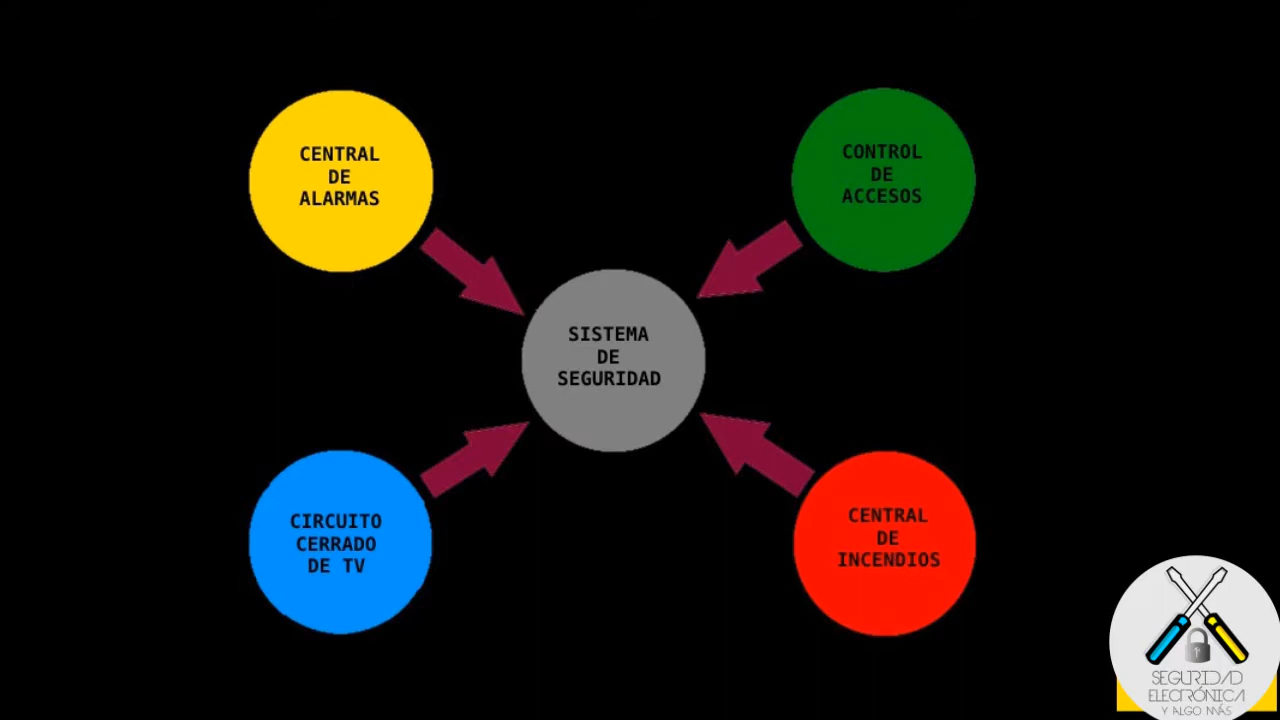 CENTRAL
DE
ALARMAS
CONTROL
DE
ACCESOS
SISTEMA
DE
SEGURIDAD
CIRCUITO
CERRADO
DE TV
CENTRAL
DE
INCENDIOS
SEGURIDAD
ELECTRÓNICA
Y ALGO MÁS